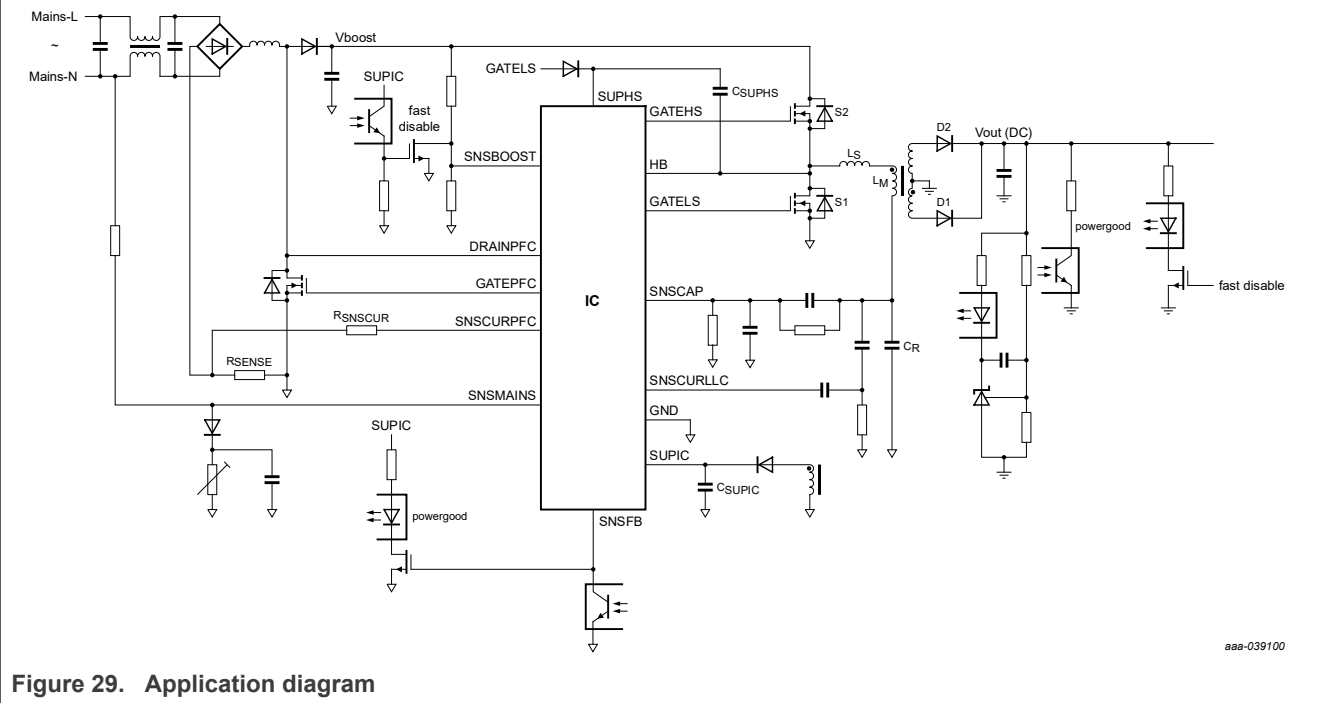 Mains-L
~
Mains-N
Vboost
SUPIC
fast
disable
GATELS
SUPHS
CSUPHS
GATEHS
S2
SNSBOOST
HB
LS
LM
GATELS
S1
D2
Vout (DC)
D1
powergood
fast disable
DRAINPFC
GATEPFC
IC
SNSCAP
RSNSCUR
SNSCURPFC
RSENSE
CR
SNSCURLLC
SNSMAINS
GND
SUPIC
SUPIC
CSUPIC
powergood
SNSFB
aaa-039100
Figure 29. Application diagram